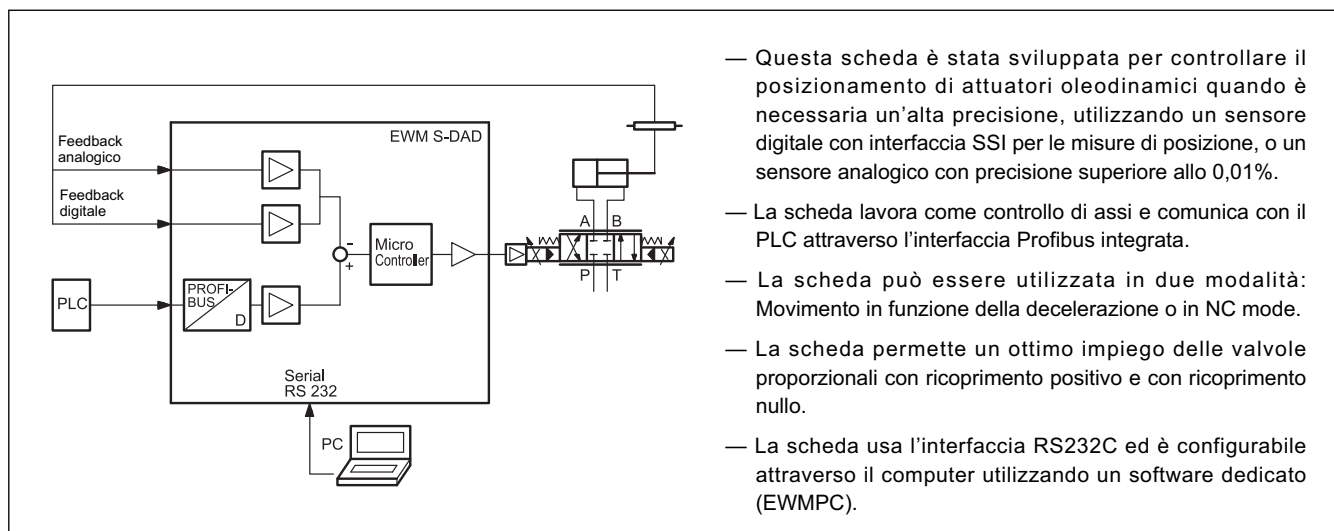 Feedback
analogico
Feedback
digitale
EWM S-DAD
Micro
Controller
-
+
A B
P T
PLC
PROFI-
BUS
D
Serial
RS 232
PC
— Questa scheda è stata sviluppata per controllare il
posizionamento di attuatori oleodinamici quando è
necessaria un'alta precisione, utilizzando un sensore
digitale con interfaccia SSI per le misure di posizione, o un
sensore analogico con precisione superiore allo 0,01%.
— La scheda lavora come controllo di assi e comunica con il
PLC attraverso l'interfaccia Profibus integrata.
— La scheda può essere utilizzata in due modalità:
Movimento in funzione della decelerazione o in NC mode.
— La scheda permette un ottimo impiego delle valvole
proporzionali con ricoprimento positivo e con ricoprimento
nullo.
— La scheda usa l'interfaccia RS232C ed è configurabile
attraverso il computer utilizzando un software dedicato
(EWMPC).